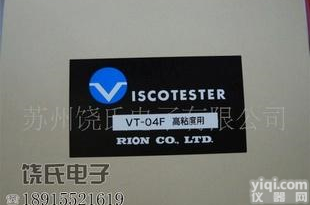 苏州饶氏电子有限公司
VISCOTESTER
VT-04F 高粘度用
RION CO., LTD.
饶氏电子
18915521619
yiqi.com
仪器网